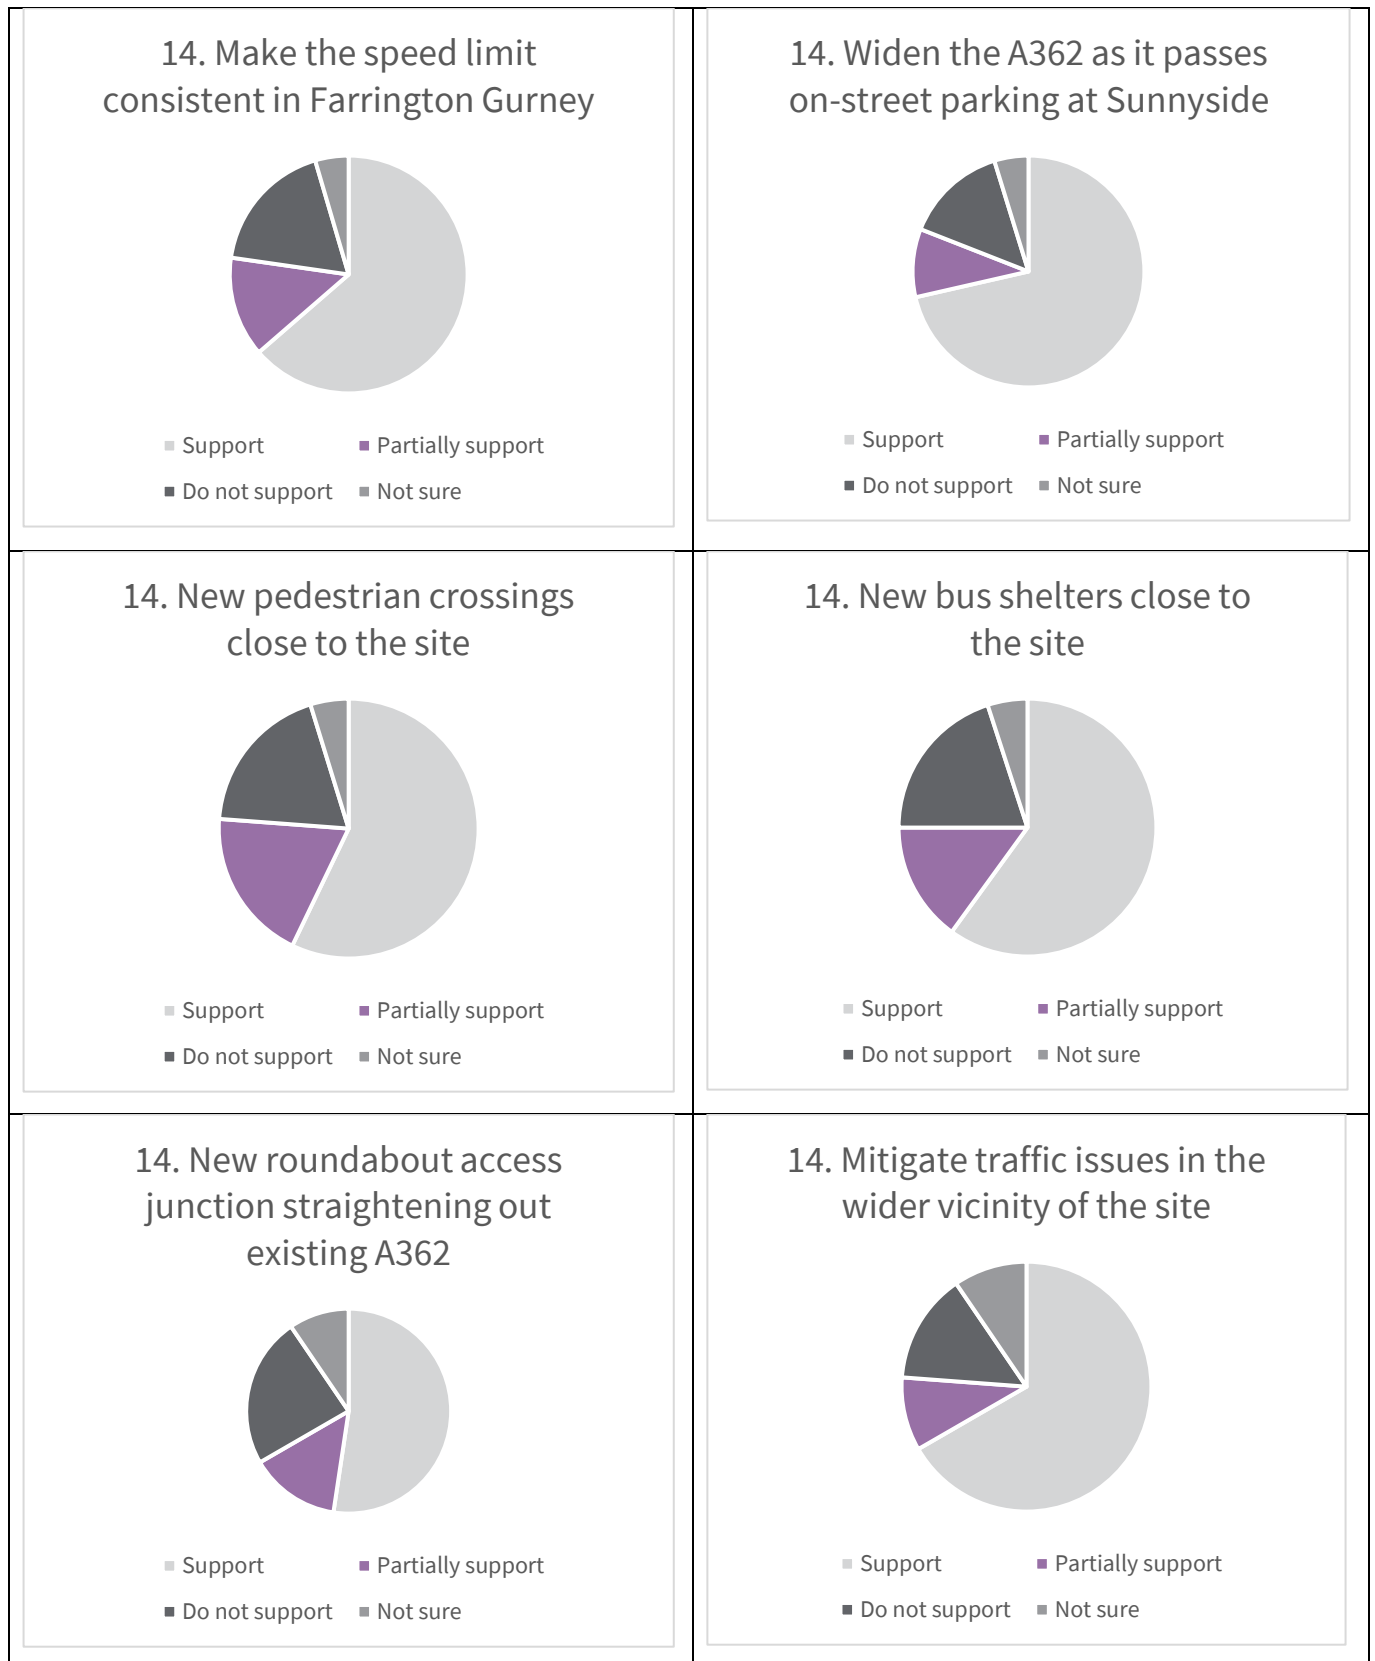 14. Make the speed limit
consistent in Farrington Gurney
Support
Partially support
Do not support
Not sure
14. Widen the A362 as it passes
on-street parking at Sunnyside
Support
Partially support
Do not support
Not sure
14. New pedestrian crossings
close to the site
Support
Partially support
Do not support
Not sure
14. New bus shelters close to
the site
Support
Partially support
Do not support
Not sure
14. New roundabout access
junction straightening out
existing A362
Support
Partially support
Do not support
Not sure
14. Mitigate traffic issues in the
wider vicinity of the site
Support
Partially support
Do not support
Not sure